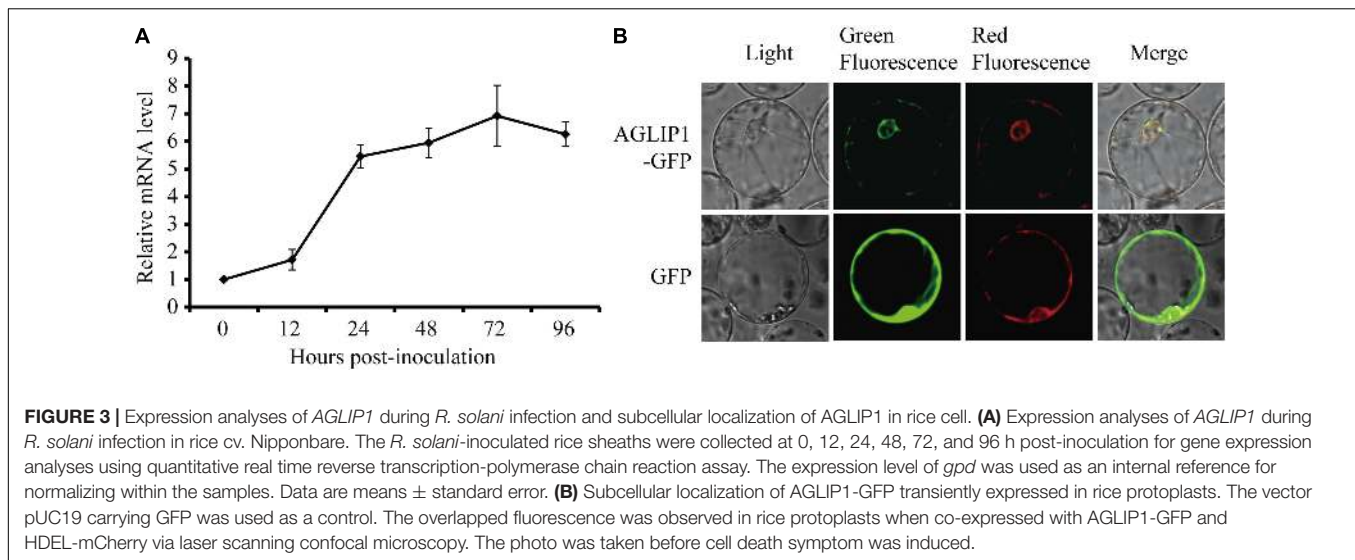 A
Relative mRNA level
9
8
7
6
5
4
3
2
1
0
0 12 24 48 72 96
Hours post-inoculation
B
Light
Green
Fluorescence
Red
Fluorescence
Merge
AGLIP1
-GFP
GFP
FIGURE 3 | Expression analyses of AGLIP1 during R. solani infection and subcellular localization of AGLIP1 in rice cell. (A) Expression analyses of AGLIP1 during
R. solani infection in rice cv. Nipponbare. The R. solani-inoculated rice sheaths were collected at 0, 12, 24, 48, 72, and 96 h post-inoculation for gene expression
analyses using quantitative real time reverse transcription-polymerase chain reaction assay. The expression level of gpd was used as an internal reference for
normalizing within the samples. Data are means ± standard error. (B) Subcellular localization of AGLIP1-GFP transiently expressed in rice protoplasts. The vector
pUC19 carrying GFP was used as a control. The overlapped fluorescence was observed in rice protoplasts when co-expressed with AGLIP1-GFP and
HDEL-mCherry via laser scanning confocal microscopy. The photo was taken before cell death symptom was induced.